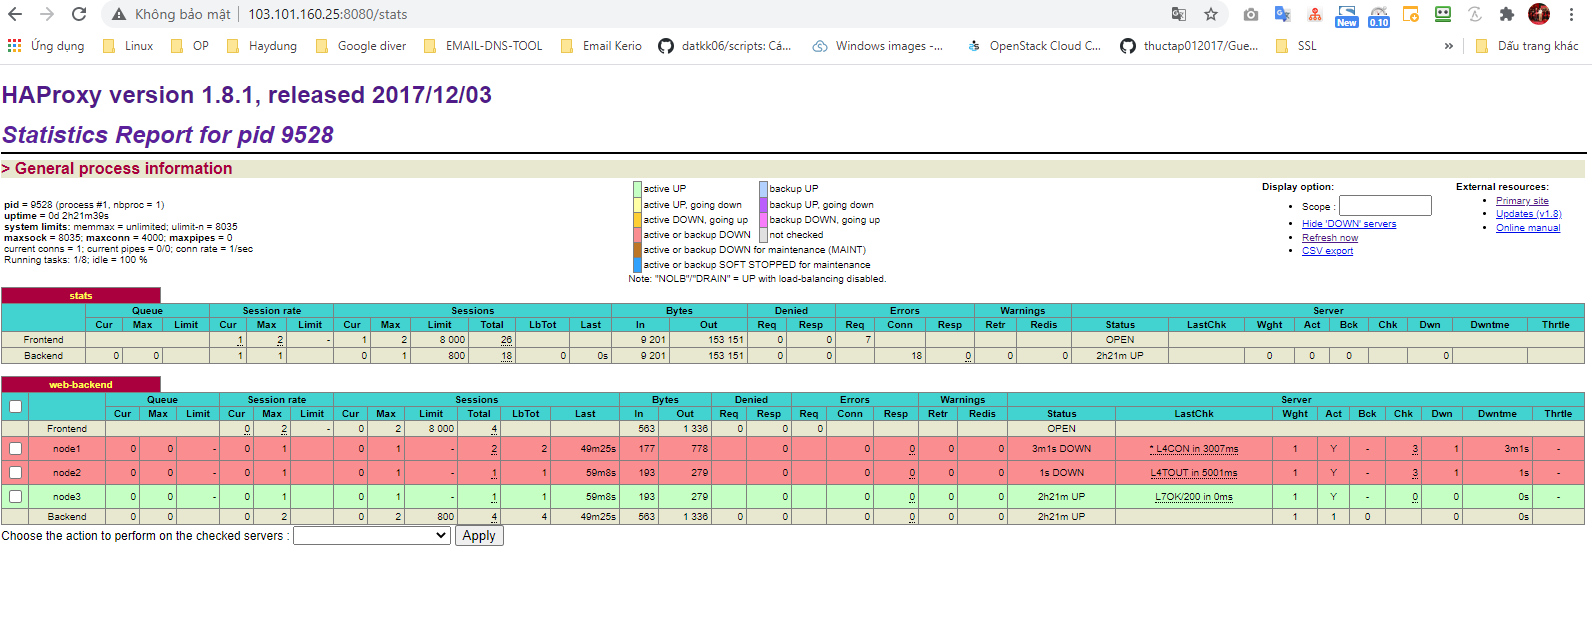 Không bảo mật | 103.101.160.25:8080/stats
New 0.10
Ứng dụng Linux OP Haydung Google diver EMAIL-DNS-TOOL Email Kerio datkk06/scripts: Cá... Windows images -... OpenStack Cloud C... thuctap012017/Gue... SSL » Dấu trang khác
HAProxy version 1.8.1, released 2017/12/03
Statistics Report for pid 9528
> General process information
pid = 9528 (process #1, nbproc = 1)
uptime = 0d 2h21m39s
system limits: memmax = unlimited; ulimit-n = 8035
maxsock = 8035; maxconn = 4000; maxpipes = 0
current conns = 1; current pipes = 0/0; conn rate = 1/sec
Running tasks: 1/8; idle = 100 %
active UP backup UP
active UP, going down backup UP, going down
active DOWN, going up backup DOWN, going up
active or backup DOWN not checked
active or backup DOWN for maintenance (MAINT)
active or backup SOFT STOPPED for maintenance
Note: "NOLB"/"DRAIN" = UP with load-balancing disabled.
Display option:
Scope :
Hide 'DOWN' servers
Refresh now
CSV export
External resources:
Primary site
Updates (v1.8)
Online manual
stats
Queue Session rate Sessions Bytes Denied Errors Warnings Server
Cur Max Limit Cur Max Limit Cur Max Limit Total LbTot Last In Out Req Resp Req Conn Resp Retr Redis Status LastChk Wght Act Bck Chk Dwn Dwntme Thrtle
Frontend 1 2 - 1 2 8 000 26 9 201 153 151 0 0 7 OPEN
Backend 0 0 1 1 0 1 800 18 0 0s 9 201 153 151 0 0 18 0 0 0 2h21m UP 0 0 0 0
web-backend
Queue Session rate Sessions Bytes Denied Errors Warnings Server
Cur Max Limit Cur Max Limit Cur Max Limit Total LbTot Last In Out Req Resp Req Conn Resp Retr Redis Status LastChk Wght Act Bck Chk Dwn Dwntme Thrtle
Frontend 0 2 - 0 2 8 000 4 563 1 336 0 0 0 OPEN
node1 0 0 - 0 1 0 1 - 2 2 49m25s 177 778 0 0 0 0 0 3m1s DOWN * L4CON in 3007ms 1 Y - 3 1 3m1s -
node2 0 0 - 0 1 0 1 - 1 1 59m8s 193 279 0 0 0 0 0 1s DOWN L4TOUT in 5001ms 1 Y - 3 1 1s -
node3 0 0 - 0 1 0 1 - 1 1 59m8s 193 279 0 0 0 0 0 2h21m UP L7OK/200 in 0ms 1 Y - 0 0 0s -
Backend 0 0 0 2 0 2 800 4 4 49m25s 563 1 336 0 0 0 0 0 0 2h21m UP 1 1 0 0 0s
Choose the action to perform on the checked servers : Apply